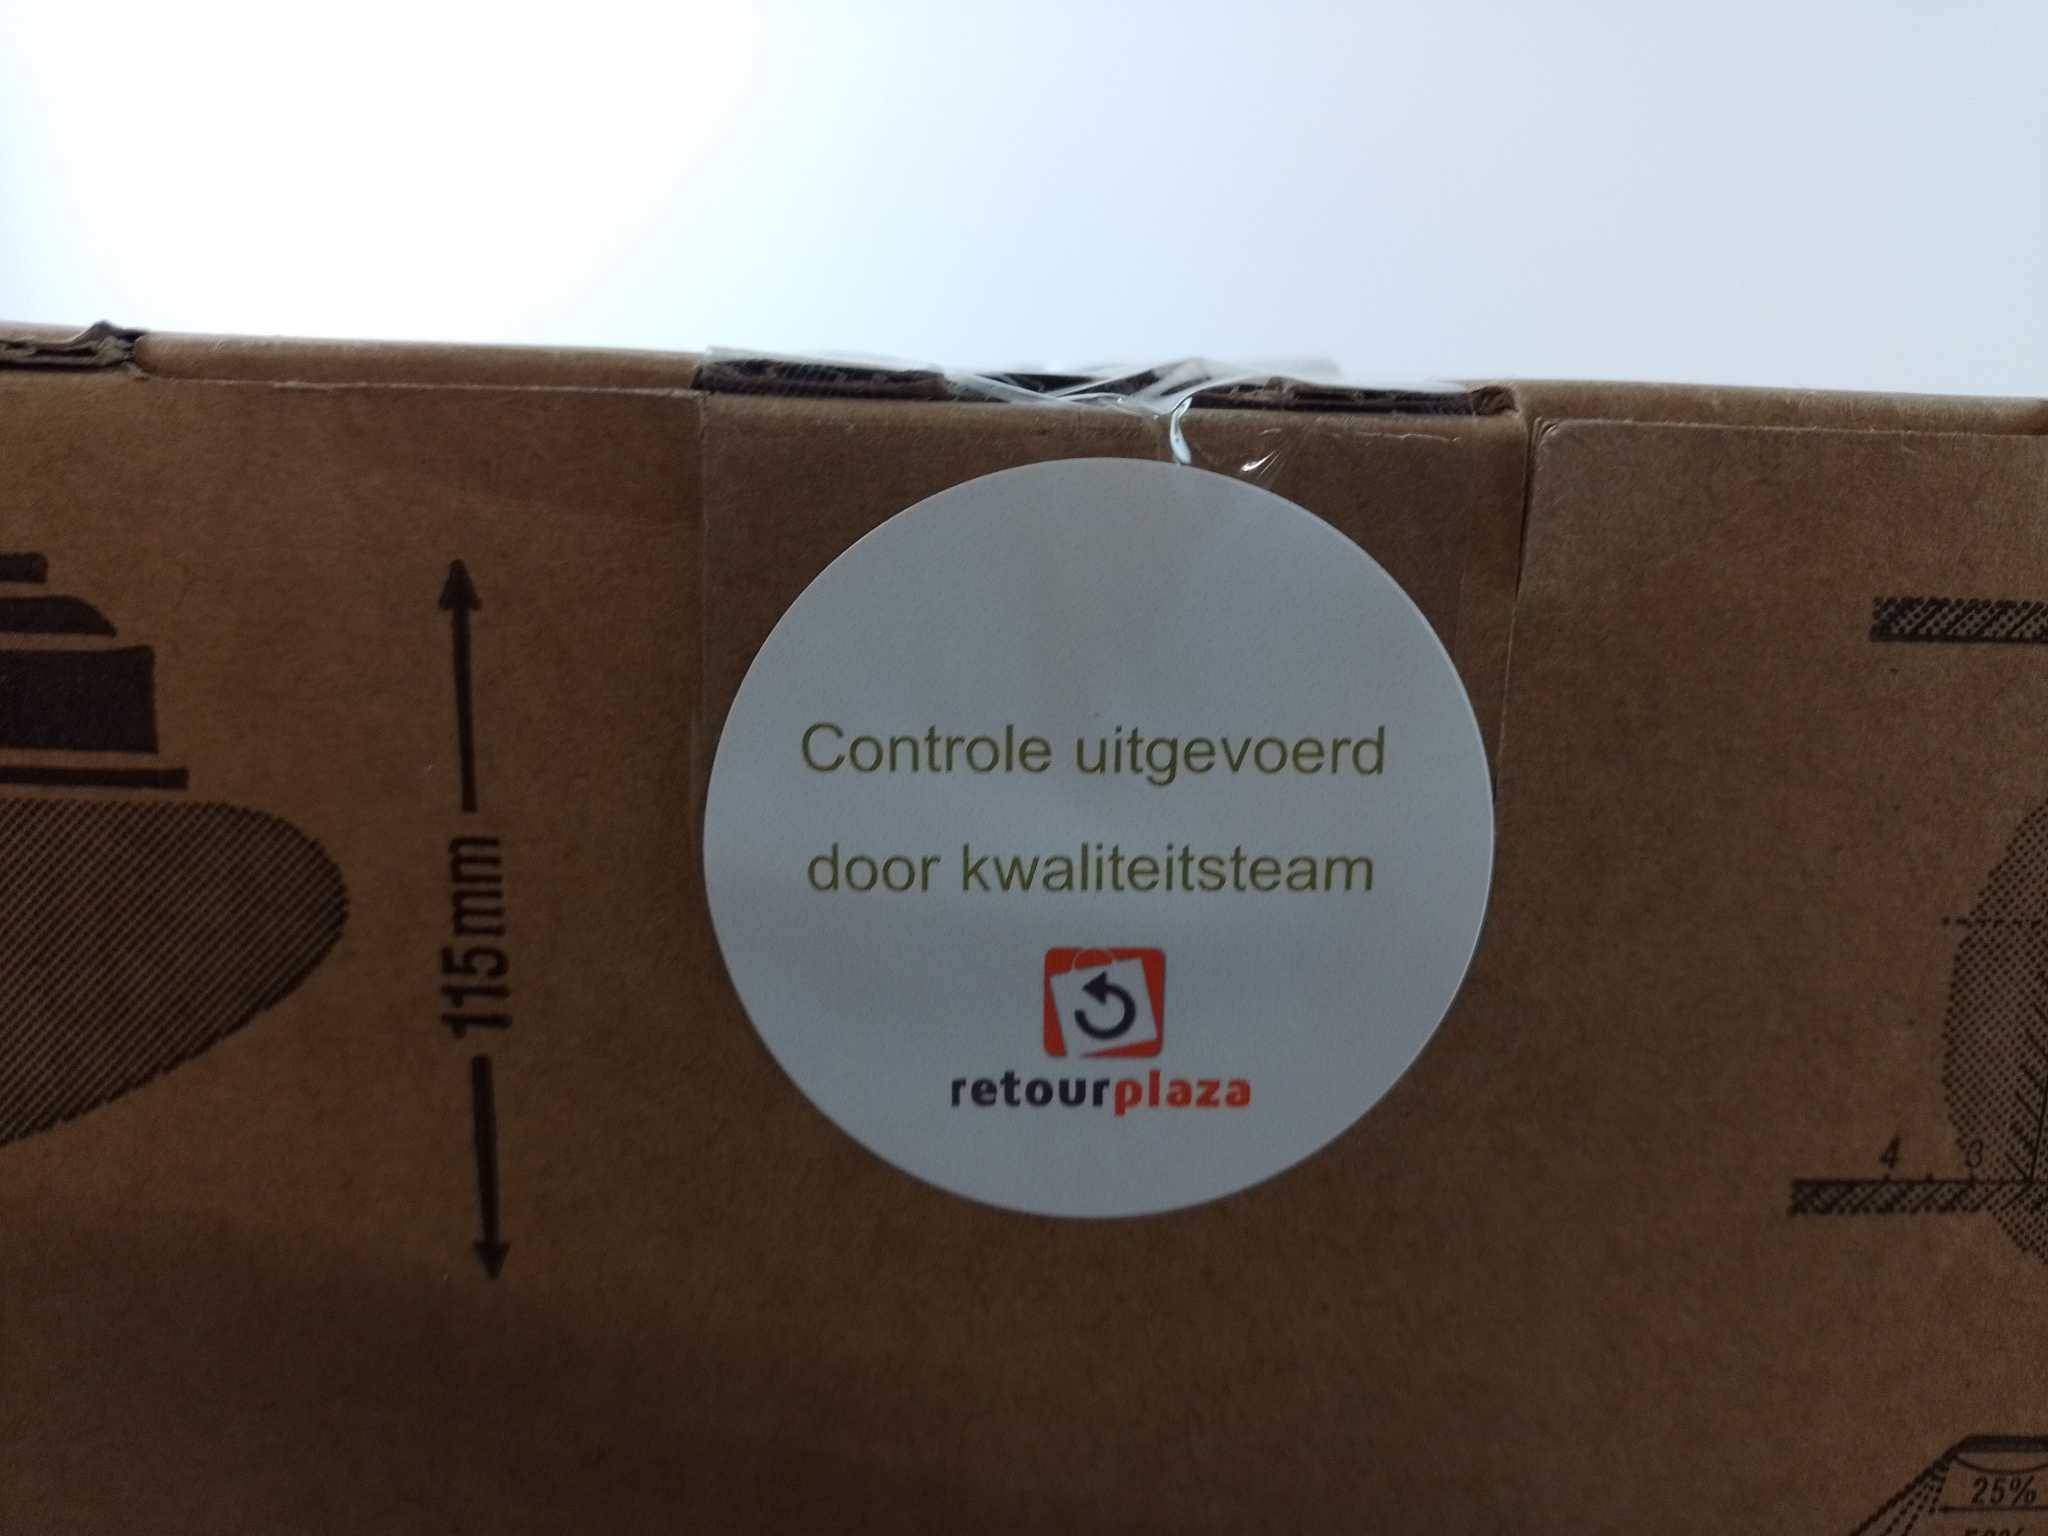 115mm
Controle uitgevoerd
door kwaliteitsteam
retourplaza
4 3
25%